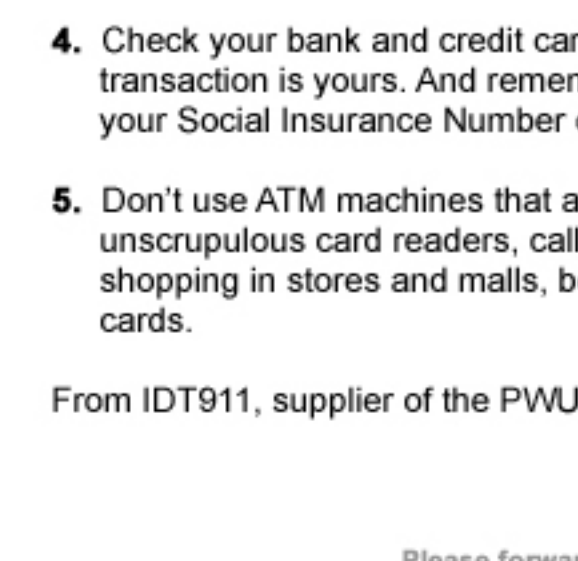 4. Check your bank and credit car
transaction is yours. And remem
your Social Insurance Number
5. Don't use ATM machines that a
unscrupulous card readers, call
shopping in stores and malls, b
cards.
From IDT911, supplier of the PWU
Please forwar